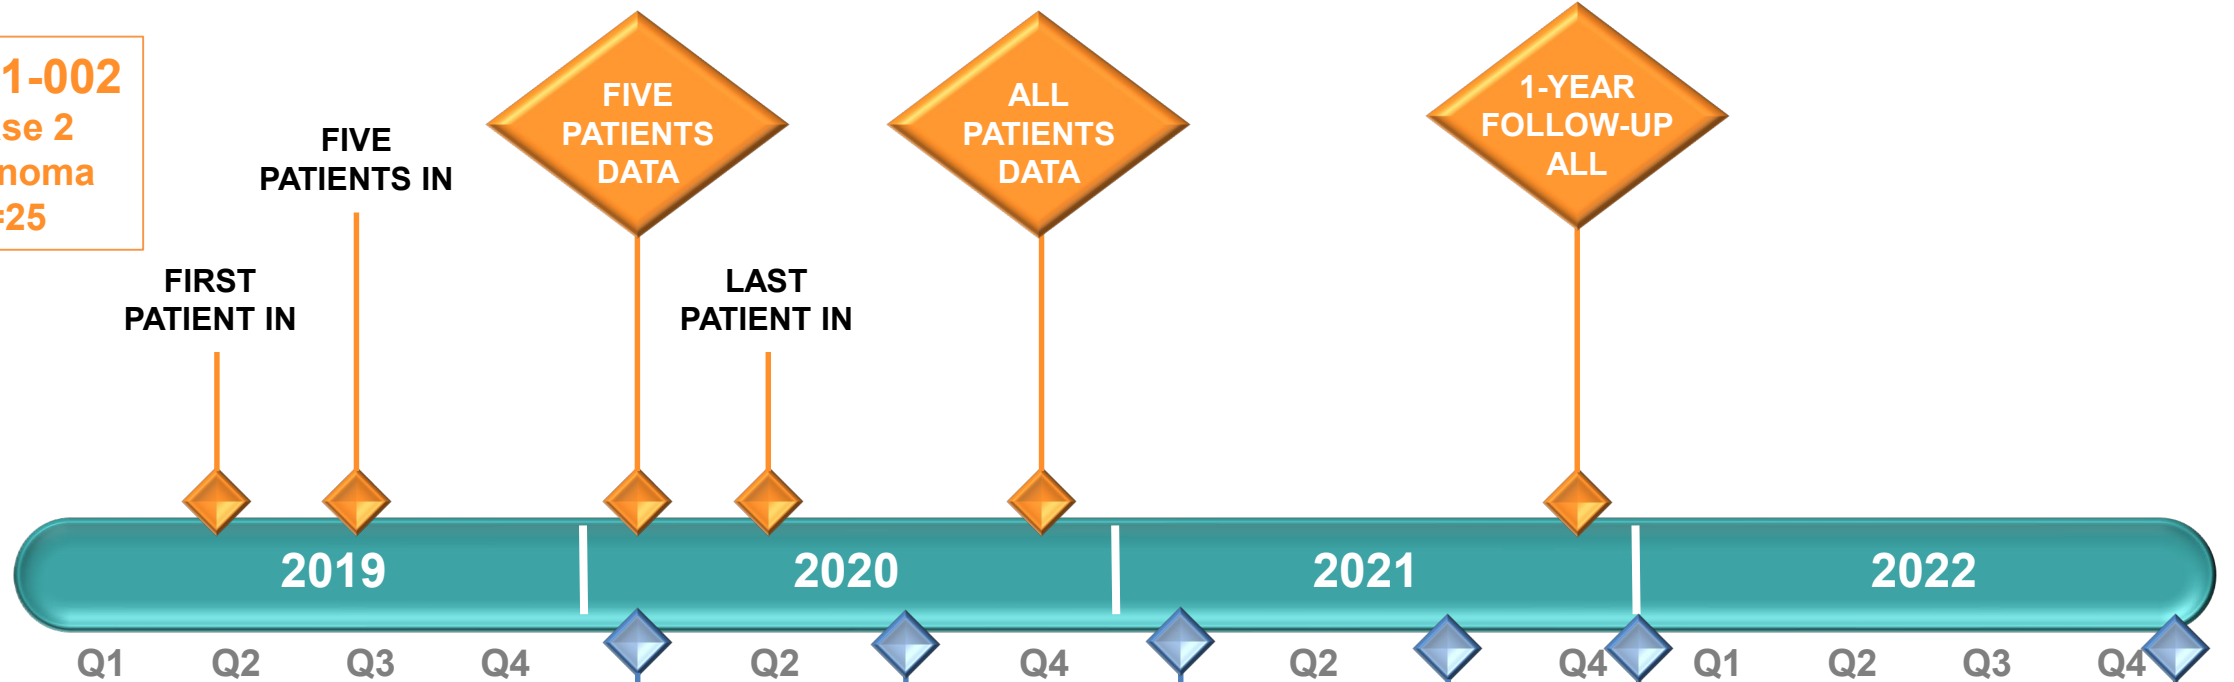 1-002
se 2
noma
=25
FIVE
PATIENTS IN
FIRST
PATIENT IN
FIVE
PATIENTS
DATA
LAST
PATIENT IN
ALL
PATIENTS
DATA
1-YEAR
FOLLOW-UP
ALL
2019
2020
2021
2022
Q1 Q2 Q3 Q4 Q2 Q4 Q2 Q4 Q1 Q2 Q3 Q4